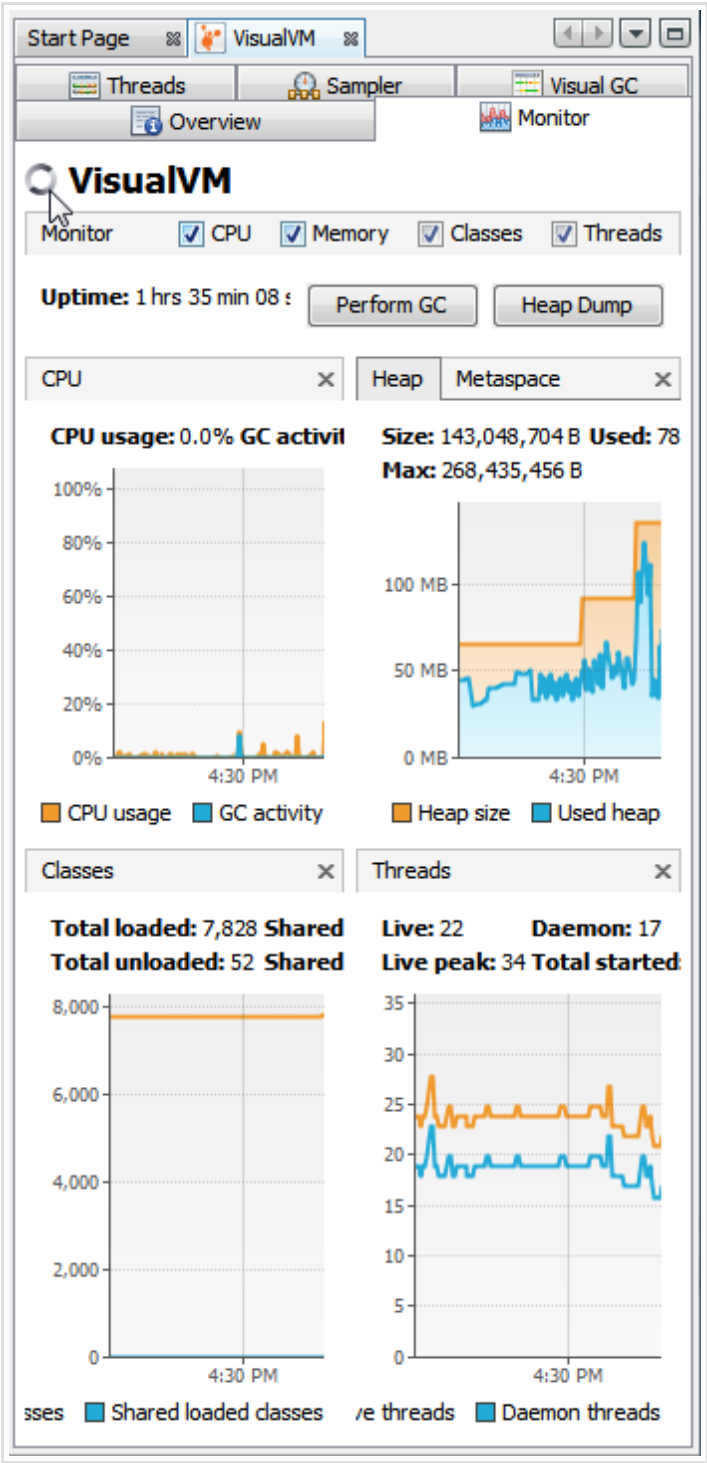 Start Page VisualVM
Threads Sampler Visual GC
Overview Monitor
VisualVM
Monitor CPU Memory Classes Threads
Uptime: 1 hrs 35 min 08 Perform GC Heap Dump
CPU
CPU usage: 0.0% GC activit
100%
80%
60%
40%
20%
0%
4:30 PM
CPU usage GC activity
Heap Metaspace
Size: 143,048,704 B Used: 78
Max: 268,435,456 B
100 MB
50 MB
0 MB
4:30 PM
Heap size Used heap
Classes
Total loaded: 7,828 Shared
Total unloaded: 52 Shared
8,000
6,000
4,000
2,000
0
4:30 PM
sses Shared loaded classes
Threads
Live: 22 Daemon: 17
Live peak: 34 Total started:
35
30
25
20
15
10
5
0
4:30 PM
ve threads Daemon threads